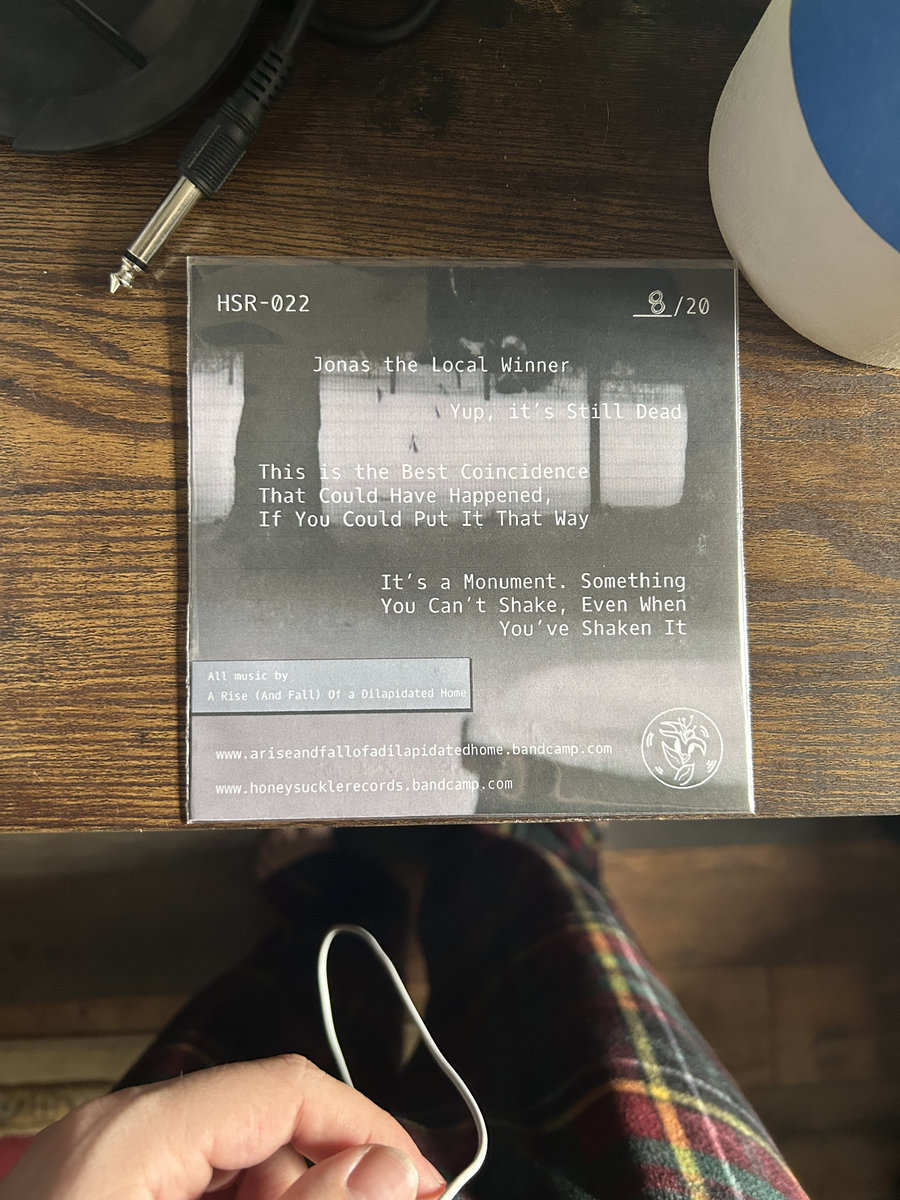 HSR-022
8/20
Jonas the Local Winner
Yup, it's Still Dead
This is the Best Coincidence
That Could Have Happened,
If You Could Put It That Way
It's a Monument. Something
You Can't Shake, Even When
You've Shaken It
All music by
A Rise (And Fall) Of a Dilapidated Home
www.ariseandfallofadilapidatedhome.bandcamp.com
www.honeysucklerecords.bandcamp.com